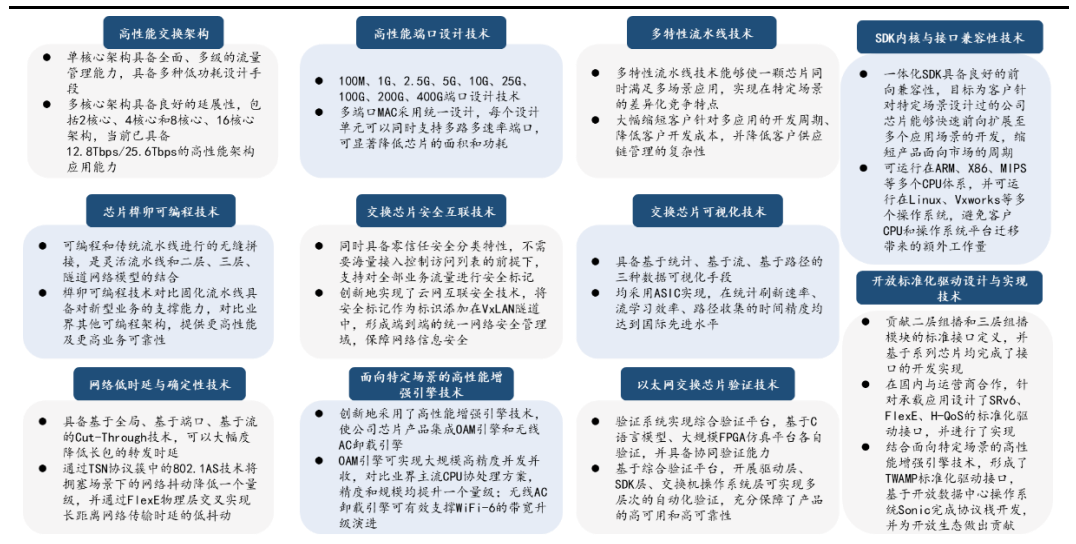 高性能交换架构
● 单核心架构具备全面、多级的流量
管理能力，具备多种低功耗设计手
段
● 多核心架构具备良好的延展性，包
括2核心、4核心和8核心、16核心
架构，当前已具备
12.8Tbps/25.6Tbps的高性能架构
应用能力
高性能端口设计技术
● 100M、1G、2.5G、5G、10G、25G、
100G、200G、400G端口设计技术
● 多端口MAC采用统一设计，每个设计
单元可以同时支持多路多速率端口，
可显著降低芯片的面积和功耗
多特性流水线技术
● 多特性流水线技术能够使一颗芯片同
时满足多场景应用，实现在特定场景
的差异化竞争特点
● 大幅缩短客户针对多应用的开发周期、
降低客户开发成本，并降低客户供应
链管理的复杂性
SDK内核与接口兼容性技术
● 一体化SDK具备良好的前
向兼容性，目标为客户针
对特定场景设计过的公司
芯片能够快速前向扩展至
多个应用场景的开发，缩
短产品面向市场的周期
● 可运行在ARM、X86、MIPS
等多个CPU体系，并可运
行在Linux、Vxworks等多
个操作系统，避免客户
CPU和操作系统平台迁移
带来的额外工作量
芯片榫卯可编程技术
● 可编程和传统流水线进行的无缝拼
接，是灵活流水线和二层、三层、
隧道网络模型的结合
● 榫卯可编程技术对比固化流水线具
备对新型业务的支撑能力，对比业
界其他可编程架构，提供更高性能
及更高业务可靠性
交换芯片安全互联技术
● 同时具备零信任安全分类特性，不需
要海量接入控制访问列表的前提下，
支持对全部业务流量进行安全标记
● 创新地实现了云网互联安全技术，将
安全标记作为标识添加在VxLAN隧道
中，形成端到端的统一网络安全管理
域，保障网络信息安全
交换芯片可视化技术
● 具备基于统计、基于流、基于路径的
三种数据可视化手段
● 均采用ASIC实现，在统计刷新速率、
流学习效率、路径收集的时间精度均
达到国际先进水平
开放标准化驱动设计与实现
技术
● 贡献二层组播和三层组播
模块的标准接口定义，并
基于系列芯片均完成了接
口的开发实现
● 在国内与运营商合作，针
对承载应用设计了SRv6、
FlexE、H-QoS的标准化驱
动接口，并进行了实现
● 结合面向特定场景的高性
能增强引擎技术，形成了
TWAMP标准化驱动接口，
基于开放数据中心操作系
统Sonic完成协议栈开发，
并为开放生态做出贡献
网络低时延与确定性技术
● 具备基于全局、基于端口、基于流
的Cut-Through技术，可以大幅度
降低长包的转发时延
● 通过TSN协议簇中的802.1AS技术将
拥塞场景下的网络抖动降低一个量
级，并通过FlexE物理层交叉实现
长距离网络传输时延的低抖动
面向特定场景的高性能增
强引擎技术
● 创新地采用了高性能增强引擎技术，
使公司芯片产品集成OAM引擎和无线
AC卸载引擎
● OAM引擎可实现大规模高精度并发并
收，对比业界主流CPU协处理方案，
精度和规模均提升一个量级；无线AC
卸载引擎可有效支撑WiFi-6的带宽升
级演进
以太网交换芯片验证技术
● 验证系统实现综合验证平台，基于C
语言模型、大规模FPGA仿真平台各自
验证，并具备协同验证能力
● 基于综合验证平台，开展驱动层、
SDK层、交换机操作系统层可实现多
层次的自动化验证，充分保障了产品
的高可用和高可靠性